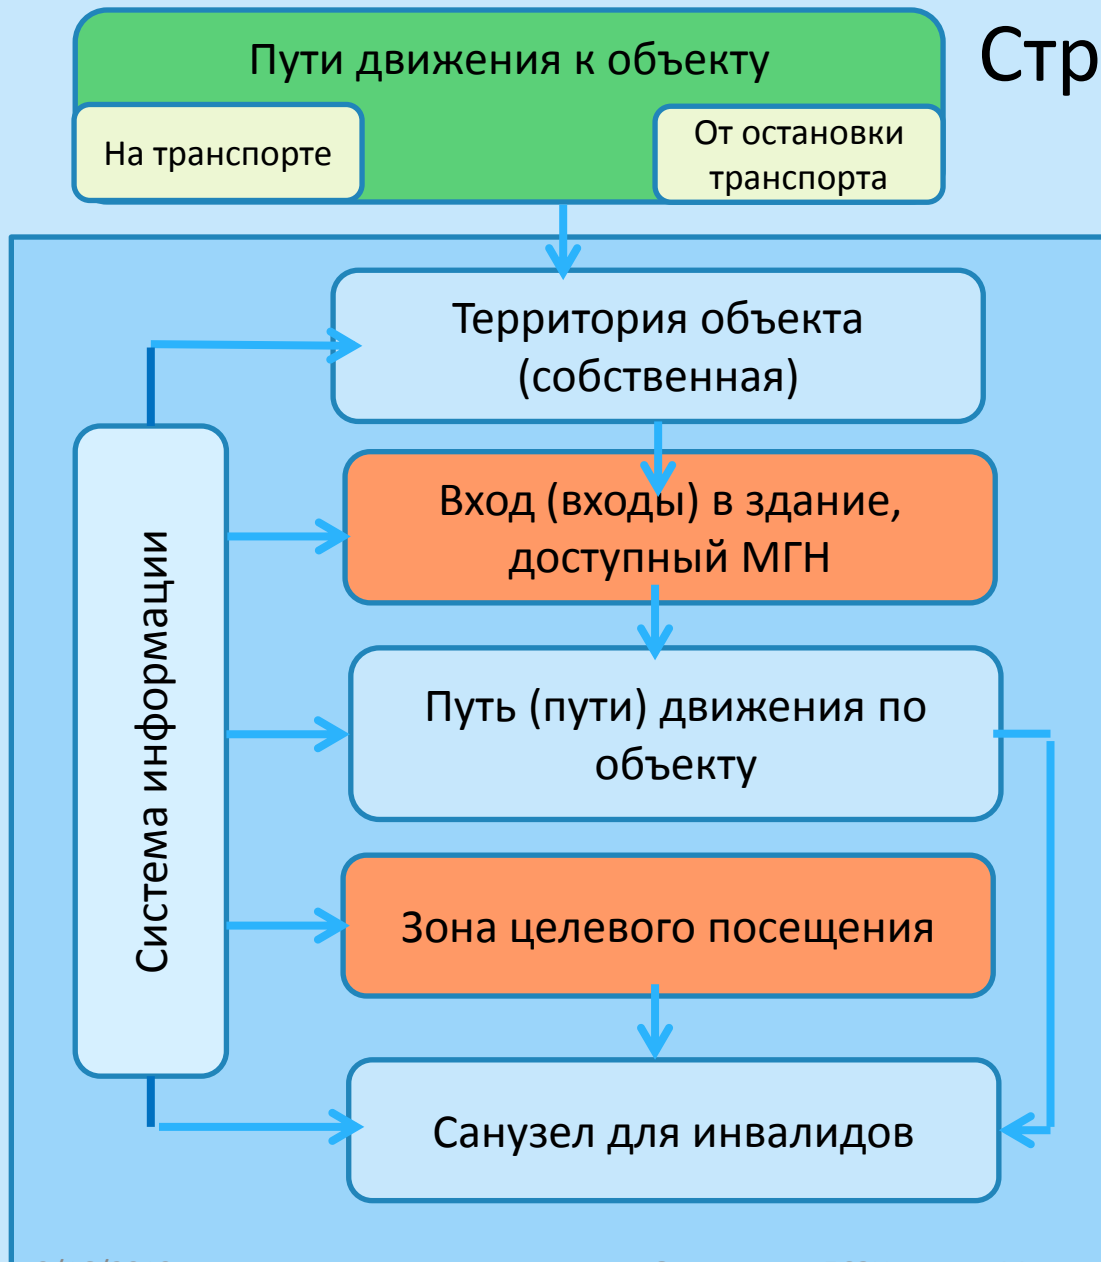 Стр
Пути движения к объекту
На транспорте
От остановки
транспорта
Территория объекта
(собственная)
Вход (входы) в здание,
доступный МГН
Система информации
Путь (пути) движения по
объекту
Зона целевого посещения
Санузел для инвалидов